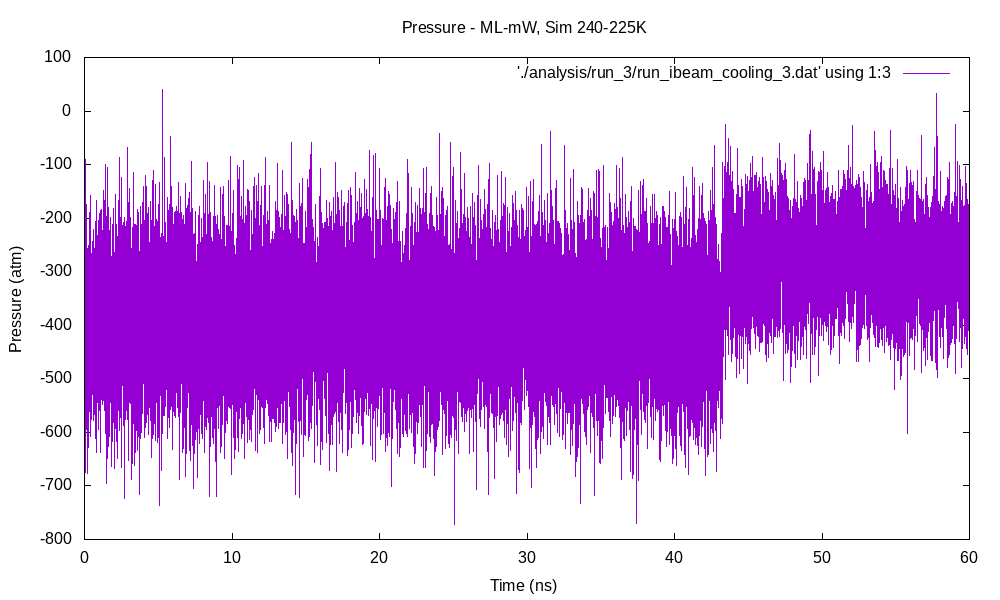 Pressure - ML-mW, Sim 240-225K
'./analysis/run_3/run_ibeam_cooling_3.dat' using 1:3
100
0
-100
-200
-300
-400
-500
-600
-700
-800
Pressure (atm)
0 10 20 30 40 50 60
Time (ns)